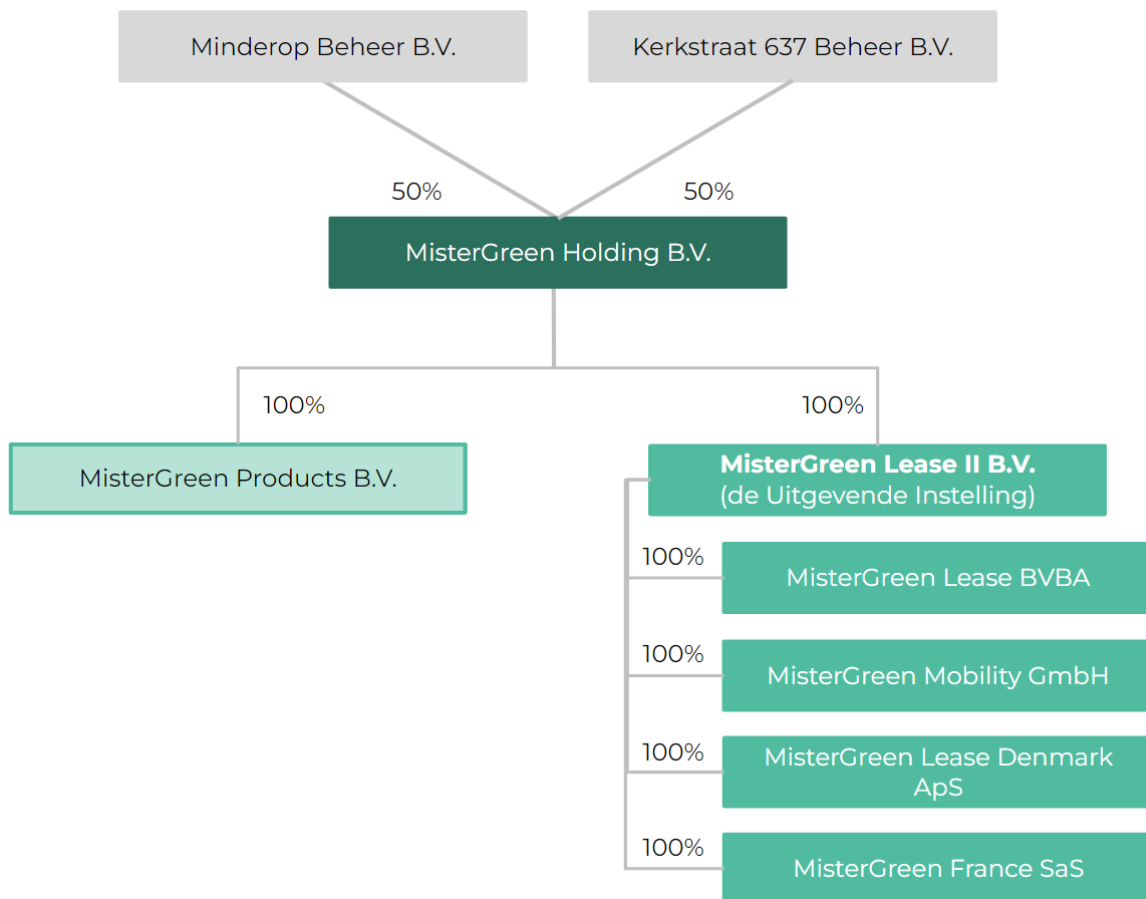 Minderop Beheer B.V.
Kerkstraat 637 Beheer B.V.
50%
50%
MisterGreen Holding B.V.
100%
100%
MisterGreen Products B.V.
MisterGreen Lease II B.V.
(de Uitgevende Instelling)
100%
MisterGreen Lease BVBA
100%
MisterGreen Mobility GmbH
100%
MisterGreen Lease Denmark
ApS
100%
MisterGreen France SaS